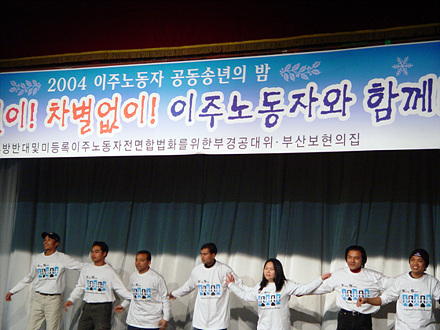 2004 이주노동자 공동송년의 밤
이! 차별없이! 이주노동자와 함께
방반대및미등록이주노동자전면합법화를위한부경공대위·부산보현의집